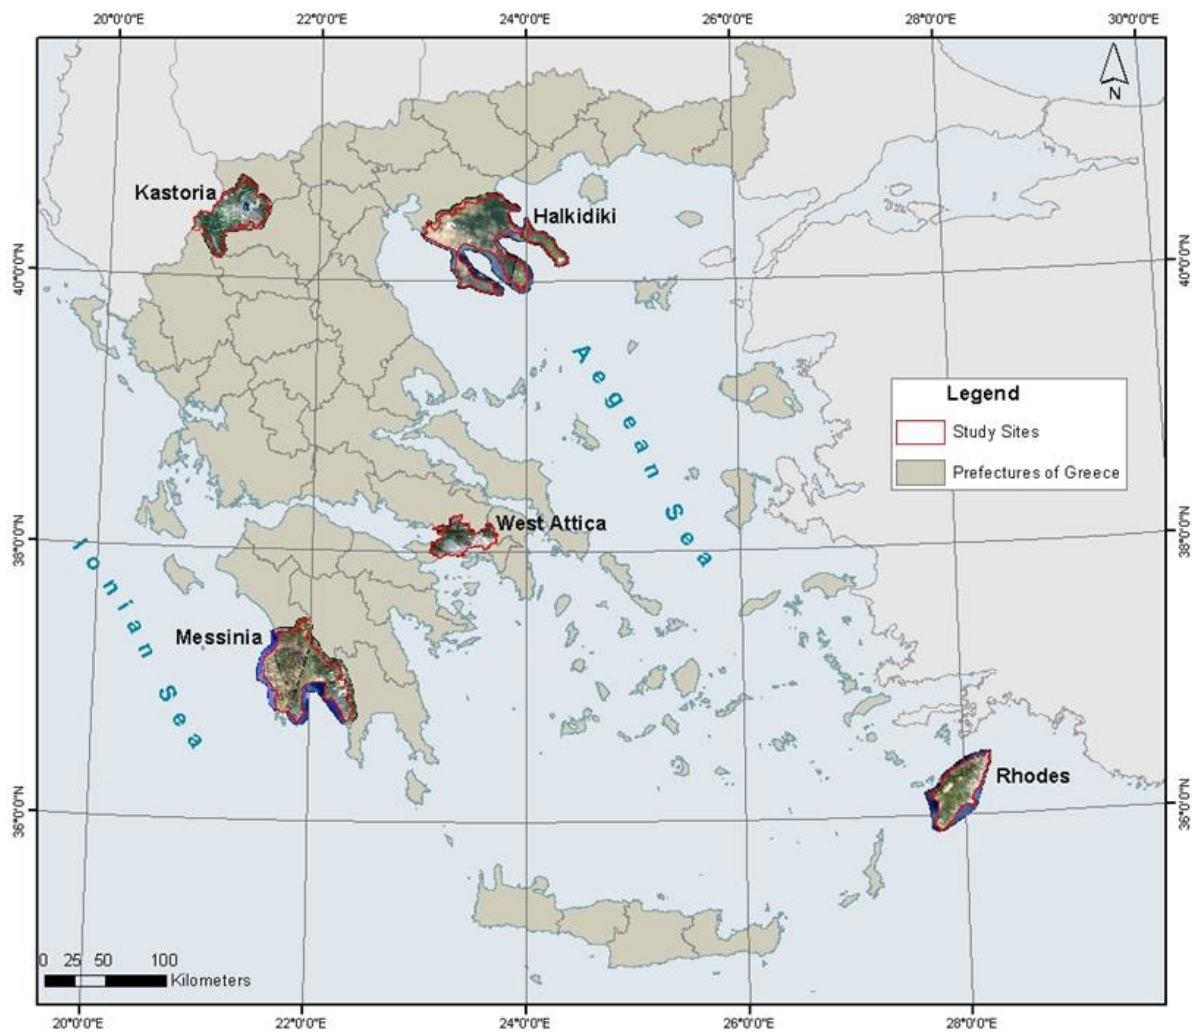 20°0'0"E 22°0'0"E 24°0'0"E 26°0'0"E 28°0'0"E 30°0'0"E
N
Kastoria
Halkidiki
40°0'0"N 40°0'0"N
Aegean Sea
Legend
Study Sites
Prefectures of Greece
West Attica
38°0'0"N 38°0'0"N
Ionian Sea
Messinia
Rhodes
36°0'0"N 36°0'0"N
0 25 50 100
Kilometers
20°0'0"E 22°0'0"E 24°0'0"E 26°0'0"E 28°0'0"E